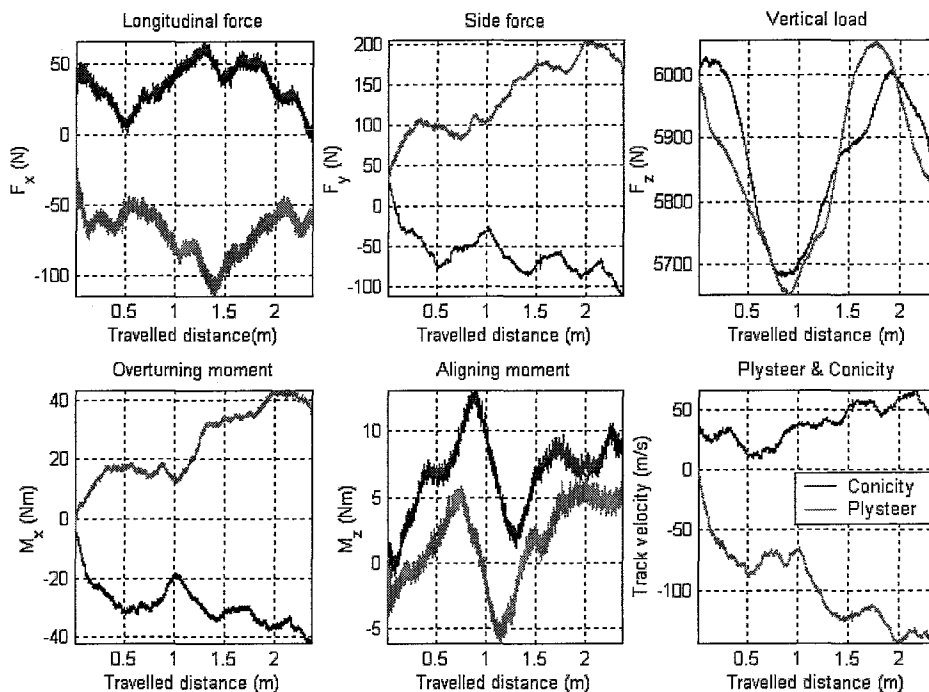 Longitudinal force
Side force
Vertical load
F_x (N)
50
0
-50
-100
0.5 1 1.5 2
Travelled distance(m)
F_y (N)
200
150
100
50
0
-50
-100
0.5 1 1.5 2
Travelled distance (m)
F_z (N)
6000
5900
5800
5700
0.5 1 1.5 2
Travelled distance (m)
Overturning moment
Aligning moment
Plysteer & Conicity
M_x (Nm)
40
20
0
-20
-40
0.5 1 1.5 2
Travelled distance (m)
M_z (Nm)
10
5
0
-5
0.5 1 1.5 2
Travelled distance (m)
Track velocity (m/s)
50
0
-50
-100
Conicity
Plysteer
0.5 1 1.5 2
Travelled distance (m)